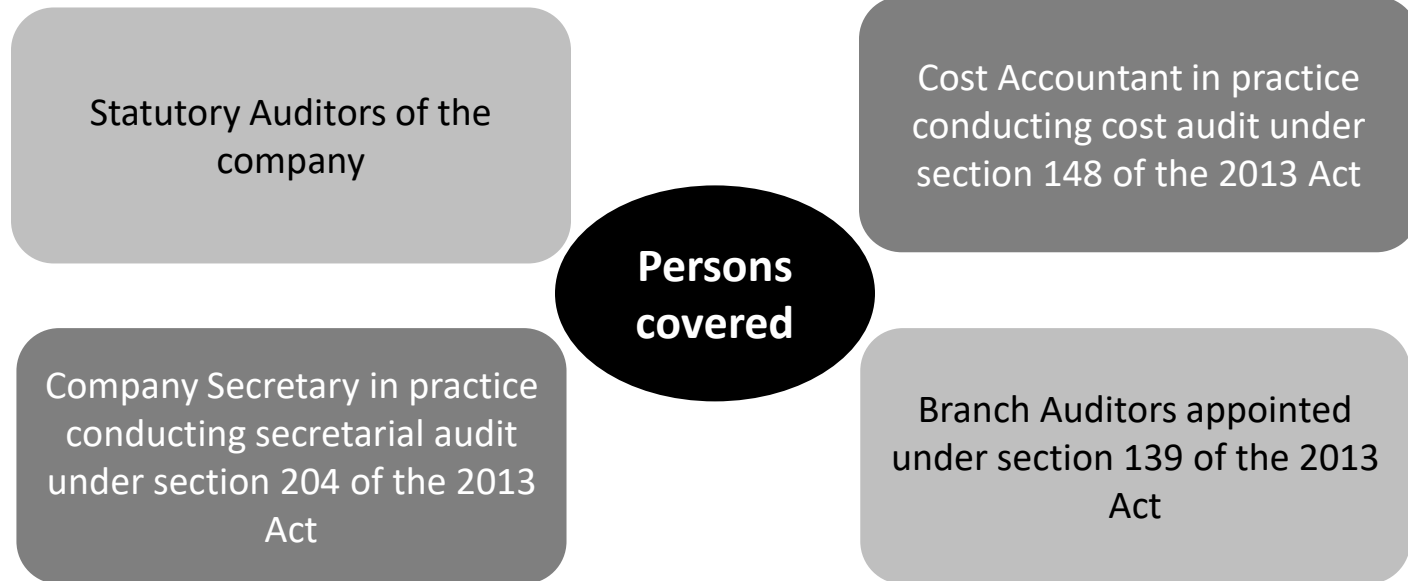 Statutory Auditors of the
company
Cost Accountant in practice
conducting cost audit under
section 148 of the 2013 Act
Persons
covered
Company Secretary in practice
conducting secretarial audit
under section 204 of the 2013
Act
Branch Auditors appointed
under section 139 of the 2013
Act